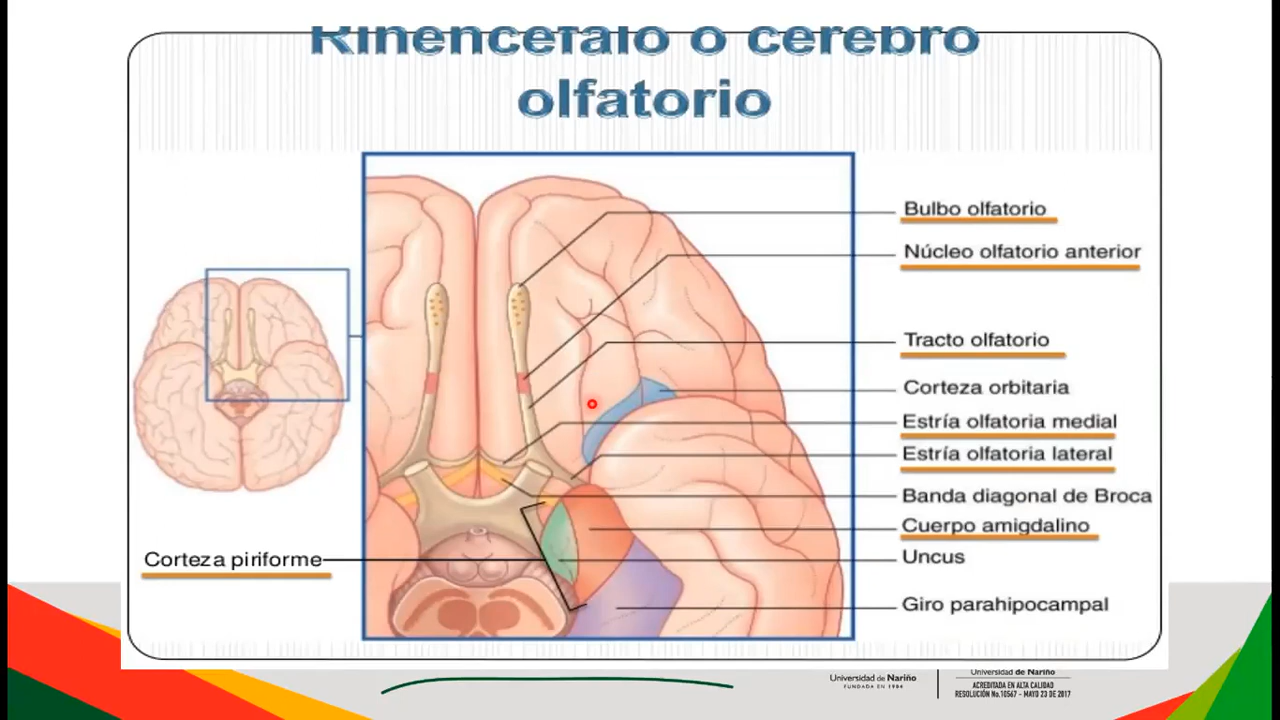 Rinencéfalo o cerebro
olfatorio
Bulbo olfatorio
Núcleo olfatorio anterior
Tracto olfatorio
Corteza orbitaria
Estría olfatoria medial
Estría olfatoria lateral
Banda diagonal de Broca
Cuerpo amigdalino
Uncus
Giro parahipocampal
Corteza piriforme
Universidad de Nariño
FUNDADA EN 1904
Universidad de Nariño
ACREDITADA EN ALTA CALIDAD
RESOLUCIÓN No.10567 - MAYO 23 DE 2017